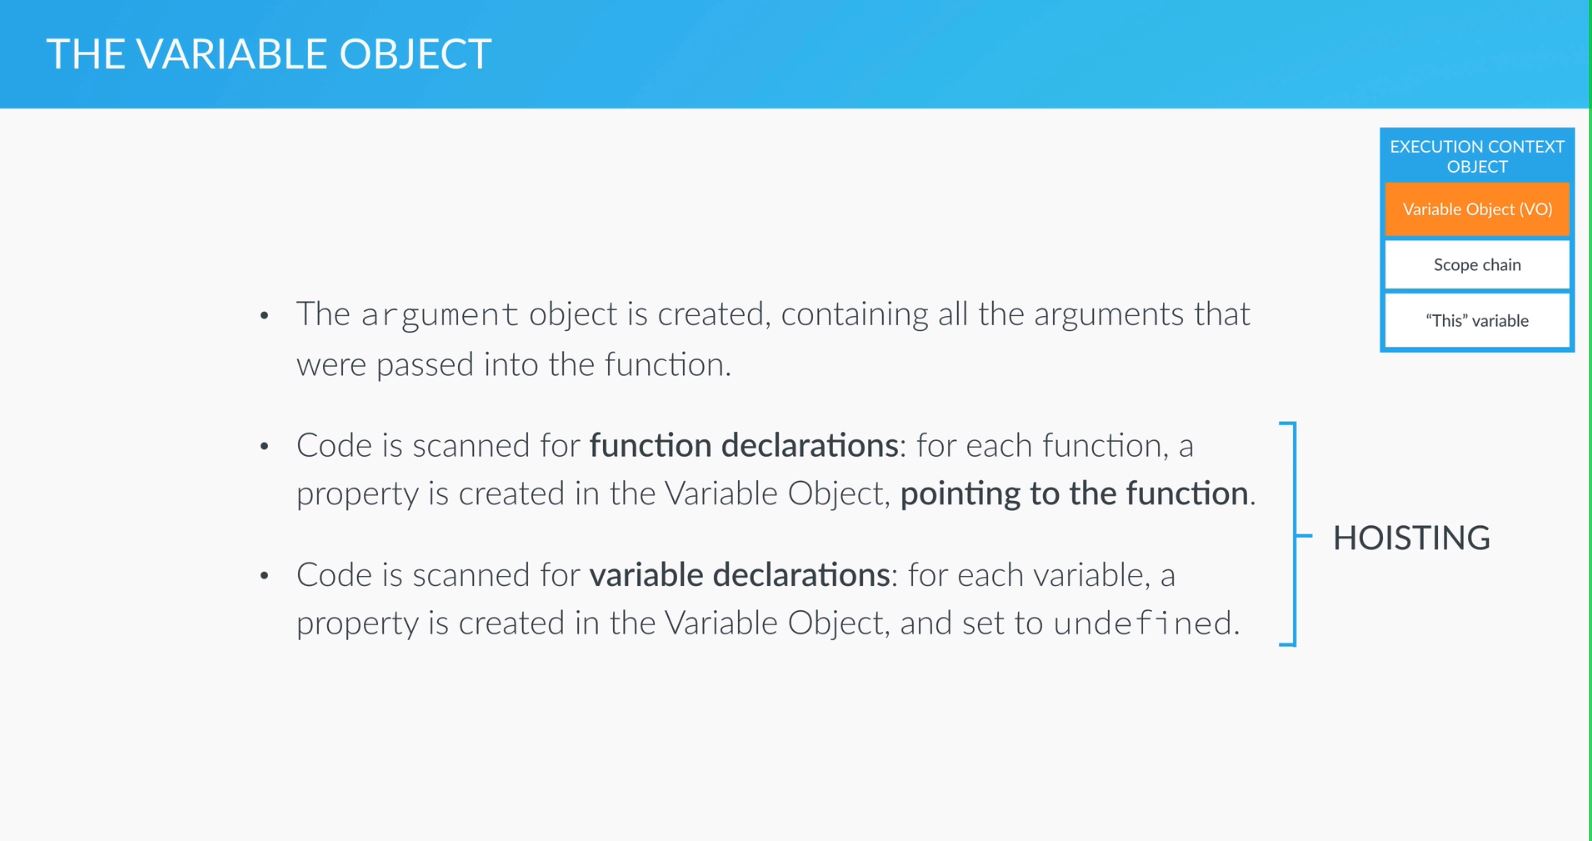 THE VARIABLE OBJECT
EXECUTION CONTEXT
OBJECT
Variable Object (VO)
Scope chain
“This” variable
• The argument object is created, containing all the arguments that
were passed into the function.
• Code is scanned for function declarations: for each function, a
property is created in the Variable Object, pointing to the function.
• Code is scanned for variable declarations: for each variable, a
property is created in the Variable Object, and set to undefined.
HOISTING